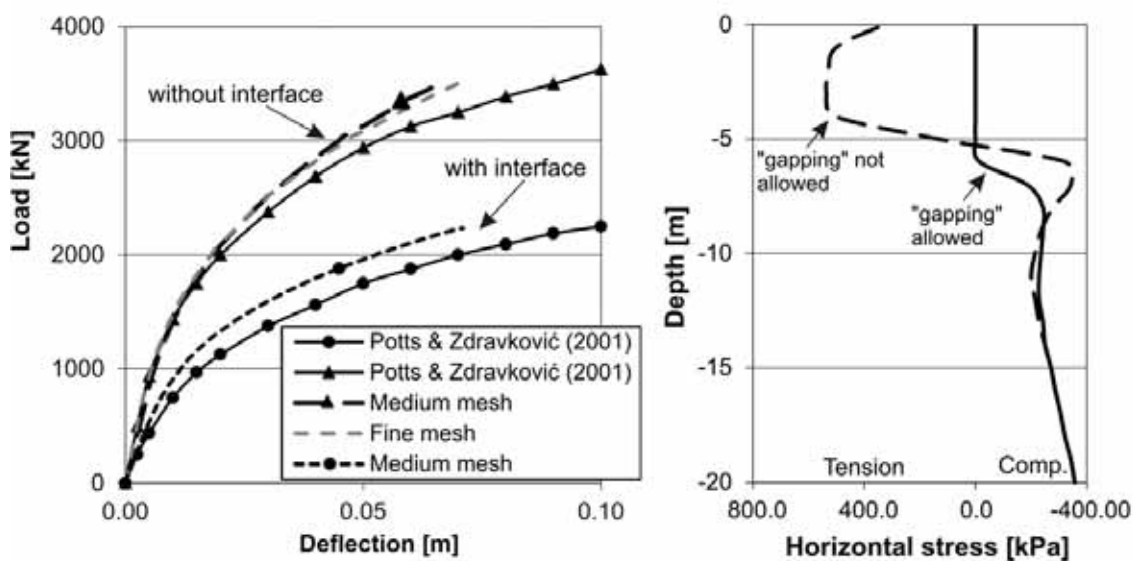 4000
3000
2000
1000
0
Load [kN]
without interface
with interface
Potts & Zdravković (2001)
Potts & Zdravković (2001)
Medium mesh
Fine mesh
Medium mesh
0.00
0.05
0.10
Deflection [m]
0
-5
-10
-15
-20
Depth [m]
"gapping" not
allowed
"gapping"
allowed
Tension
Comp.
800.0
400.0
0.0
-400.00
Horizontal stress [kPa]